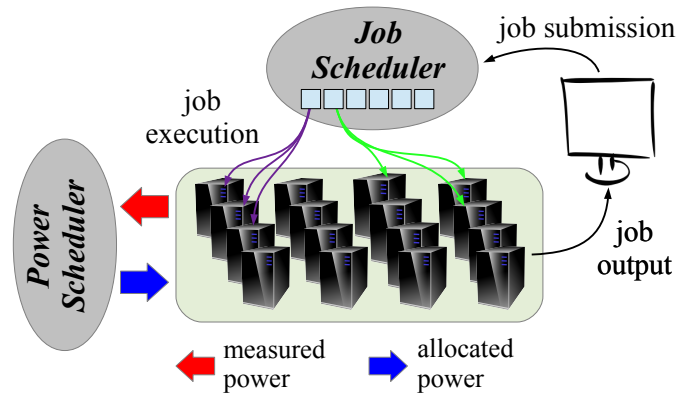 Job
Scheduler
job submission
job
execution
Power
Scheduler
job
output
measured
power
allocated
power